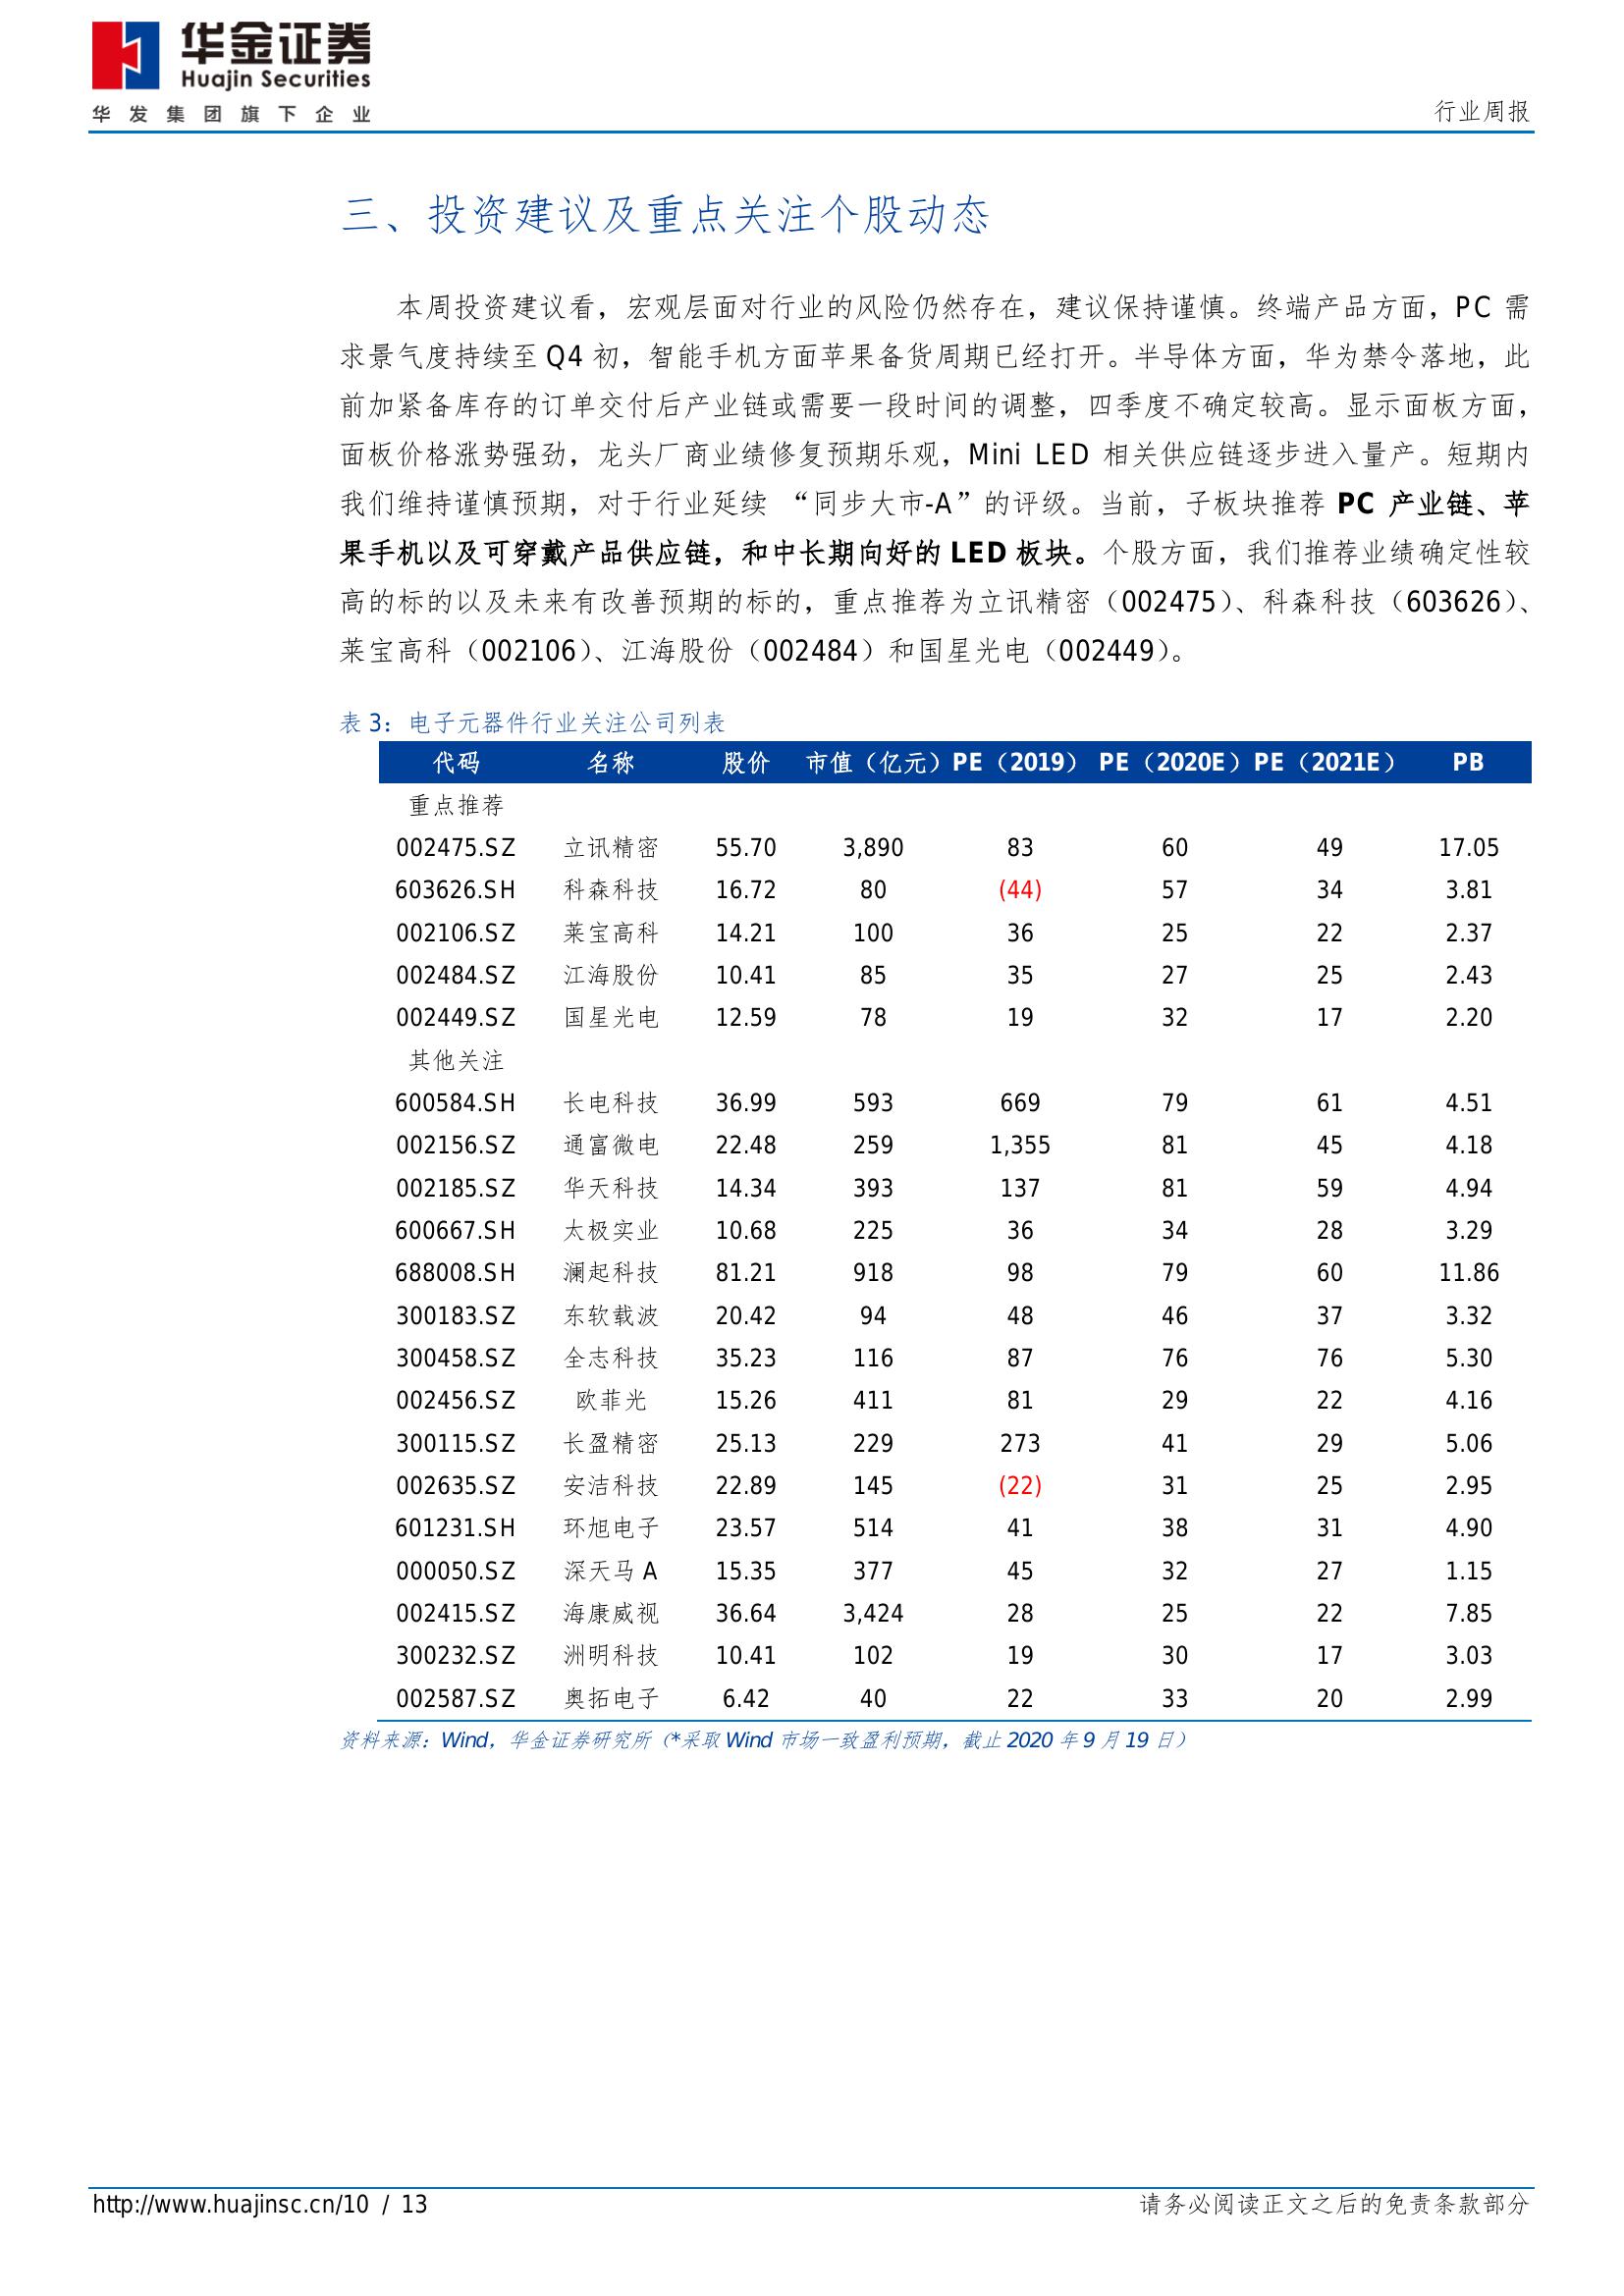 华金证券
Huajin Securities
华发集团旗下企业
行业周报
三、投资建议及重点关注个股动态
本周投资建议看，宏观层面对行业的风险仍然存在，建议保持谨慎。终端产品方面，PC 需
求景气度持续至 Q4 初，智能手机方面苹果备货周期已经打开。半导体方面，华为禁令落地，此
前加紧备库存的订单交付后产业链或需要一段时间的调整，四季度不确定较高。显示面板方面，
面板价格涨势强劲，龙头厂商业绩修复预期乐观，Mini LED 相关供应链逐步进入量产。短期内
我们维持谨慎预期，对于行业延续 “同步大市-A”的评级。当前，子板块推荐 PC 产业链、苹
果手机以及可穿戴产品供应链，和中长期向好的 LED 板块。个股方面，我们推荐业绩确定性较
高的标的以及未来有改善预期的标的，重点推荐为立讯精密（002475）、科森科技（603626）、
莱宝高科（002106）、江海股份（002484）和国星光电（002449）。
表 3：电子元器件行业关注公司列表
代码 名称 股价 市值（亿元） PE（2019） PE（2020E） PE（2021E） PB
重点推荐
002475.SZ 立讯精密 55.70 3,890 83 60 49 17.05
603626.SH 科森科技 16.72 80 (44) 57 34 3.81
002106.SZ 莱宝高科 14.21 100 36 25 22 2.37
002484.SZ 江海股份 10.41 85 35 27 25 2.43
002449.SZ 国星光电 12.59 78 19 32 17 2.20
其他关注
600584.SH 长电科技 36.99 593 669 79 61 4.51
002156.SZ 通富微电 22.48 259 1,355 81 45 4.18
002185.SZ 华天科技 14.34 393 137 81 59 4.94
600667.SH 太极实业 10.68 225 36 34 28 3.29
688008.SH 澜起科技 81.21 918 98 79 60 11.86
300183.SZ 东软载波 20.42 94 48 46 37 3.32
300458.SZ 全志科技 35.23 116 87 76 76 5.30
002456.SZ 欧菲光 15.26 411 81 29 22 4.16
300115.SZ 长盈精密 25.13 229 273 41 29 5.06
002635.SZ 安洁科技 22.89 145 (22) 31 25 2.95
601231.SH 环旭电子 23.57 514 41 38 31 4.90
000050.SZ 深天马 A 15.35 377 45 32 27 1.15
002415.SZ 海康威视 36.64 3,424 28 25 22 7.85
300232.SZ 洲明科技 10.41 102 19 30 17 3.03
002587.SZ 奥拓电子 6.42 40 22 33 20 2.99
资料来源：Wind，华金证券研究所（*采取 Wind 市场一致盈利预期，截止 2020 年 9 月 19 日）
http://www.huajinsc.cn/10 / 13
请务必阅读正文之后的免责条款部分